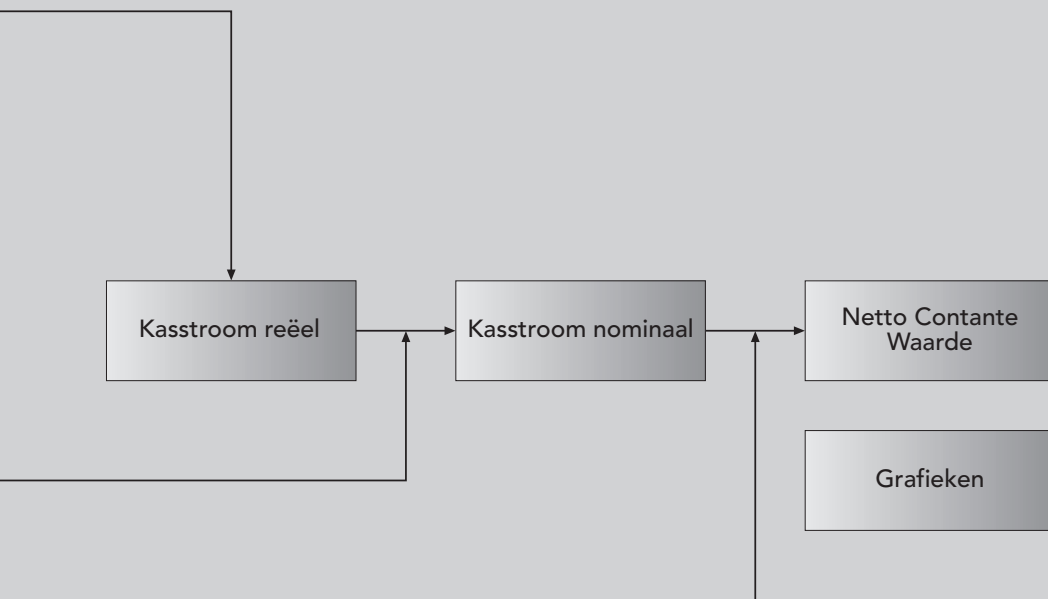 Kasstroom reëel
Kasstroom nominaal
Netto Contante
Waarde
Grafieken